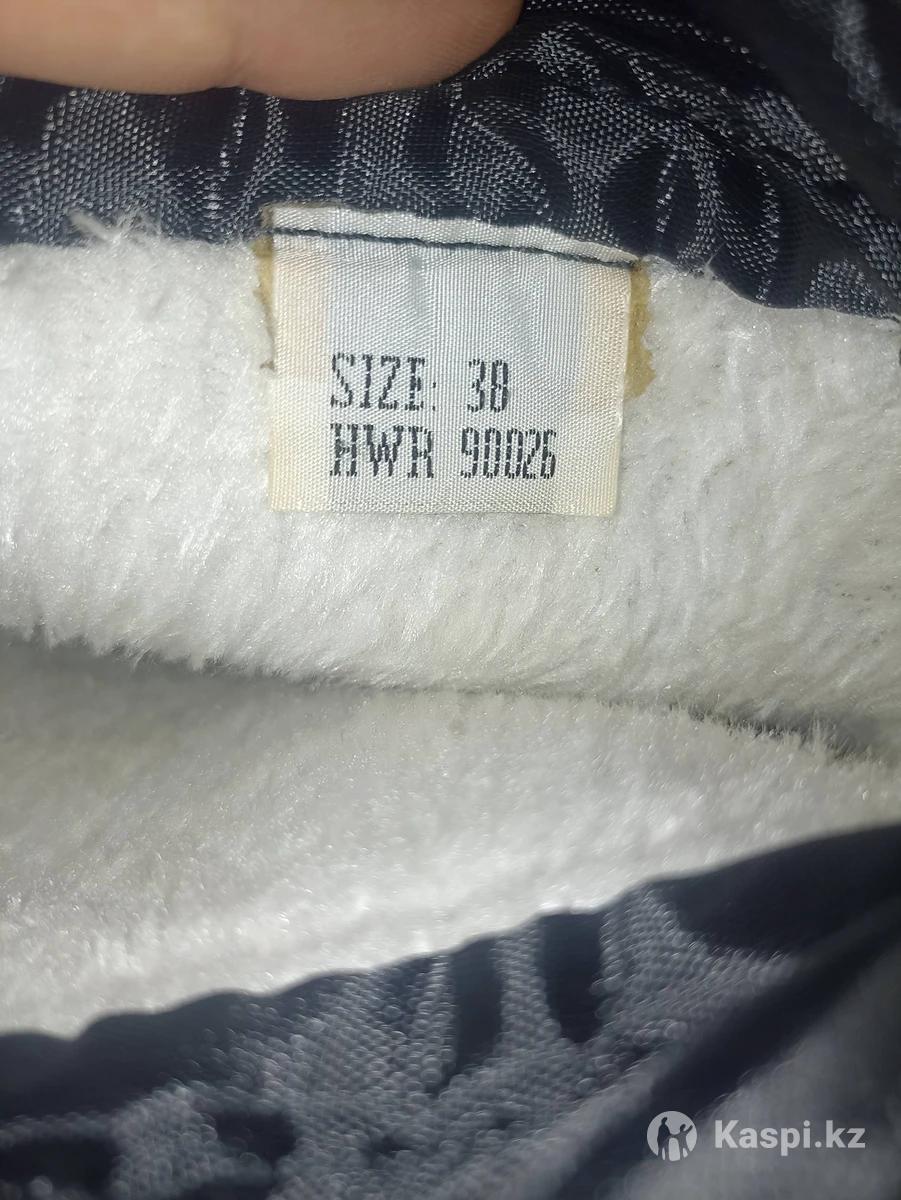 SIZE: 38
HWR 90026
Kaspi.kz